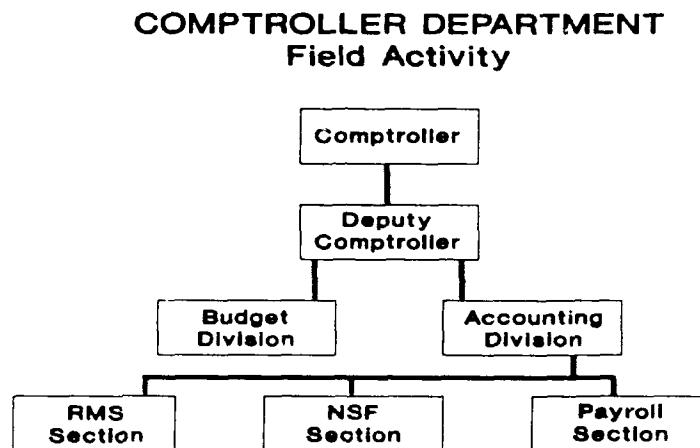 COMPTROLLER DEPARTMENT
Field Activity
Comptroller
Deputy
Comptroller
Budget
Division
Accounting
Division
RMS
Section
NSF
Section
Payroll
Section